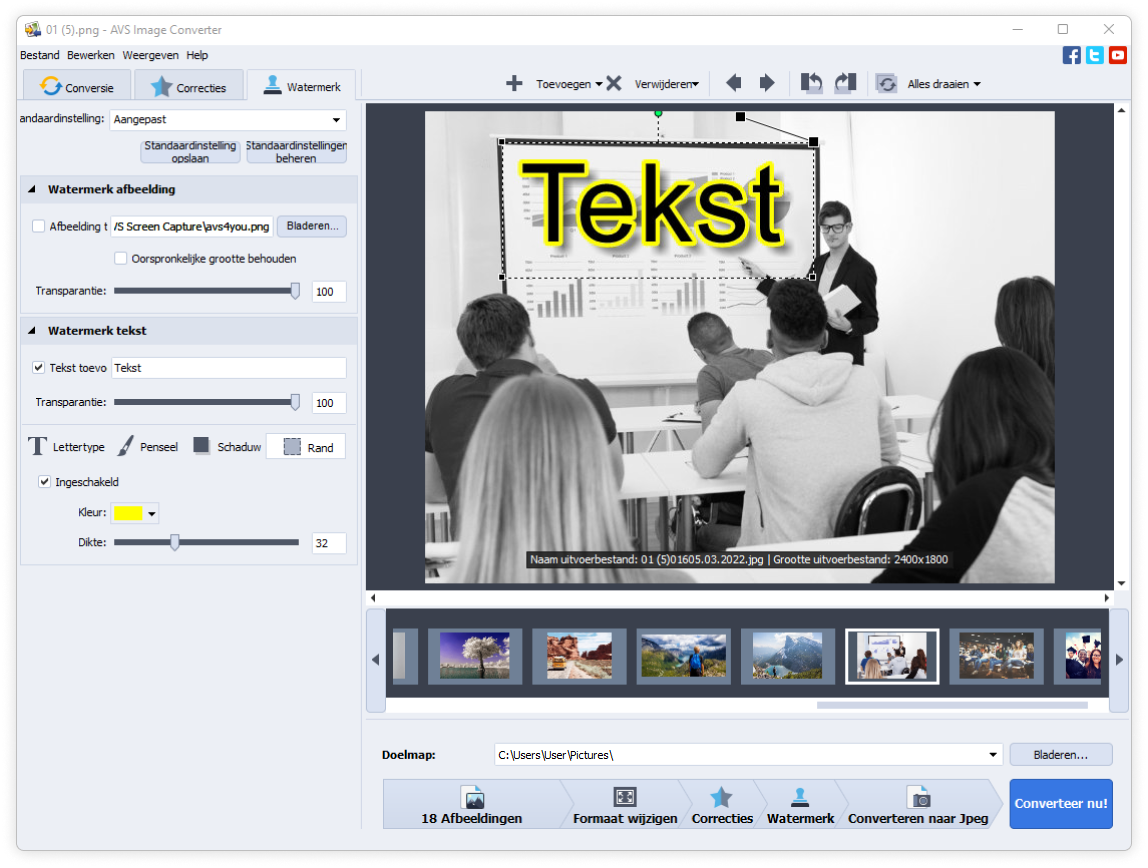 01 (5).png - AVS Image Converter
Bestand Bewerken Weergeven Help
Conversie Correcties Watermerk
Toevoegen Verwijderen Alles draaien
andaardinstelling: Aangepast
Standaardinstelling opslaan
Standaardinstellingen beheren
Watermerk afbeelding
Afbeelding t /S Screen Capture\avs4you.png Bladeren...
Oorspronkelijke grootte behouden
Transparantie: 100
Watermerk tekst
Tekst toevo Tekst
Transparantie: 100
Lettertype Penseel Schaduw Rand
Ingeschakeld
Kleur:
Dikte: 32
Tekst
Naam uitvoerbestand: 01 (5)01605.03.2022.jpg | Grootte uitvoerbestand: 2400x1800
Doelmap: C:\Users\User\Pictures\ Bladeren...
18 Afbeeldingen Formaat wijzigen Correcties Watermerk Converteren naar Jpeg Converteer nu!